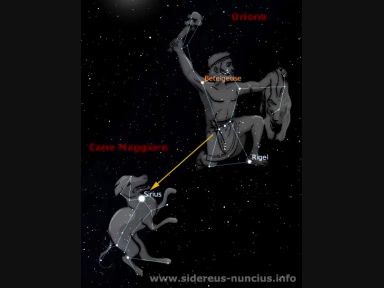 Orione
Betelgeuse
Cane Maggiore
Rigel
Sirius
www.sidereus-nuncius.info